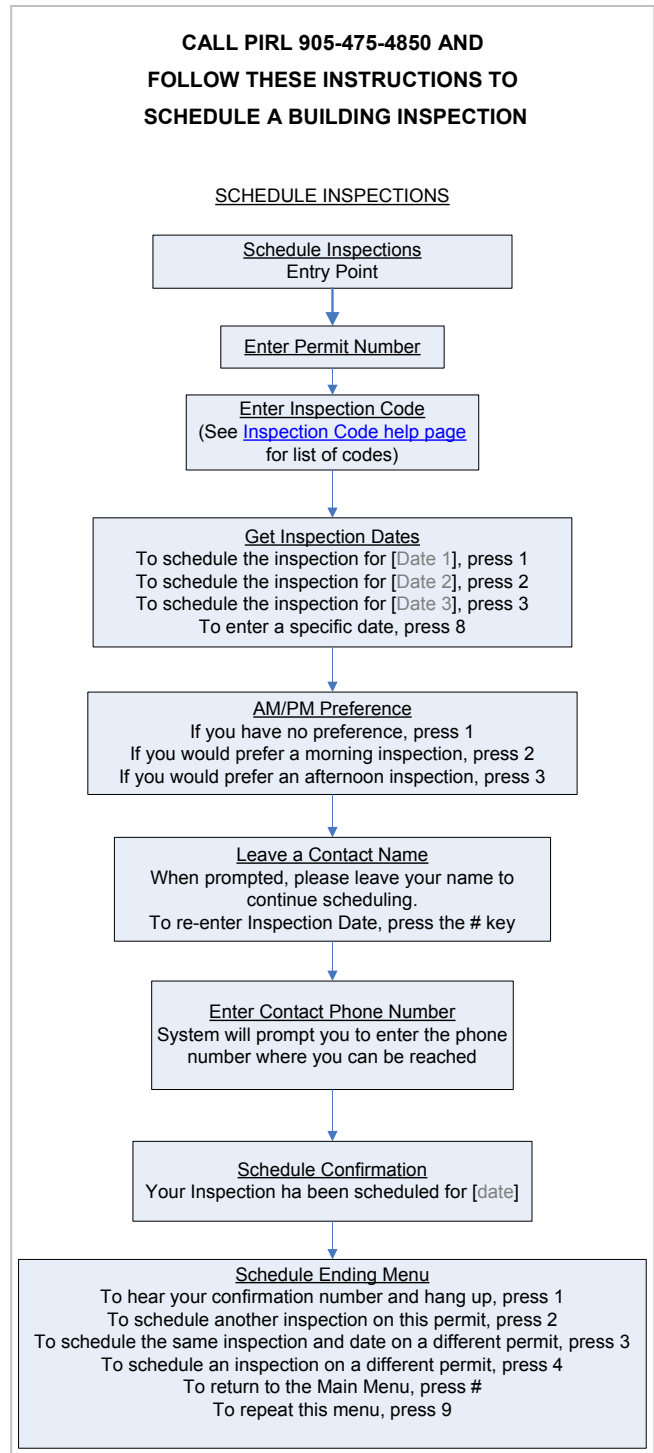 CALL PIRL 905-475-4850 AND
FOLLOW THESE INSTRUCTIONS TO
SCHEDULE A BUILDING INSPECTION
SCHEDULE INSPECTIONS
Schedule Inspections
Entry Point
Enter Permit Number
Enter Inspection Code
(See Inspection Code help page
for list of codes)
Get Inspection Dates
To schedule the inspection for [Date 1], press 1
To schedule the inspection for [Date 2], press 2
To schedule the inspection for [Date 3], press 3
To enter a specific date, press 8
AM/PM Preference
If you have no preference, press 1
If you would prefer a morning inspection, press 2
If you would prefer an afternoon inspection, press 3
Leave a Contact Name
When prompted, please leave your name to
continue scheduling.
To re-enter Inspection Date, press the # key
Enter Contact Phone Number
System will prompt you to enter the phone
number where you can be reached
Schedule Confirmation
Your Inspection ha been scheduled for [date]
Schedule Ending Menu
To hear your confirmation number and hang up, press 1
To schedule another inspection on this permit, press 2
To schedule the same inspection and date on a different permit, press 3
To schedule an inspection on a different permit, press 4
To return to the Main Menu, press #
To repeat this menu, press 9